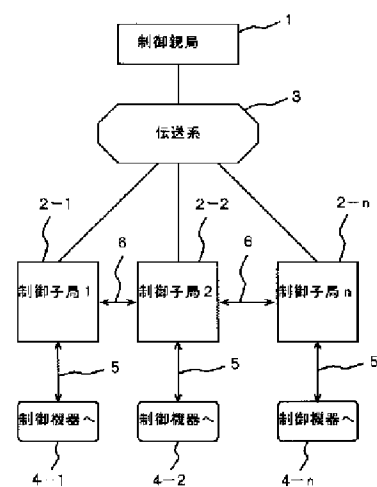 1
制御親局
3
伝送系
2-1 2-2 2-n
6 6
制御子局1 制御子局2 制御子局n
5 5 5
制御機器へ 制御機器へ 制御機器へ
4-1 4-2 4-n